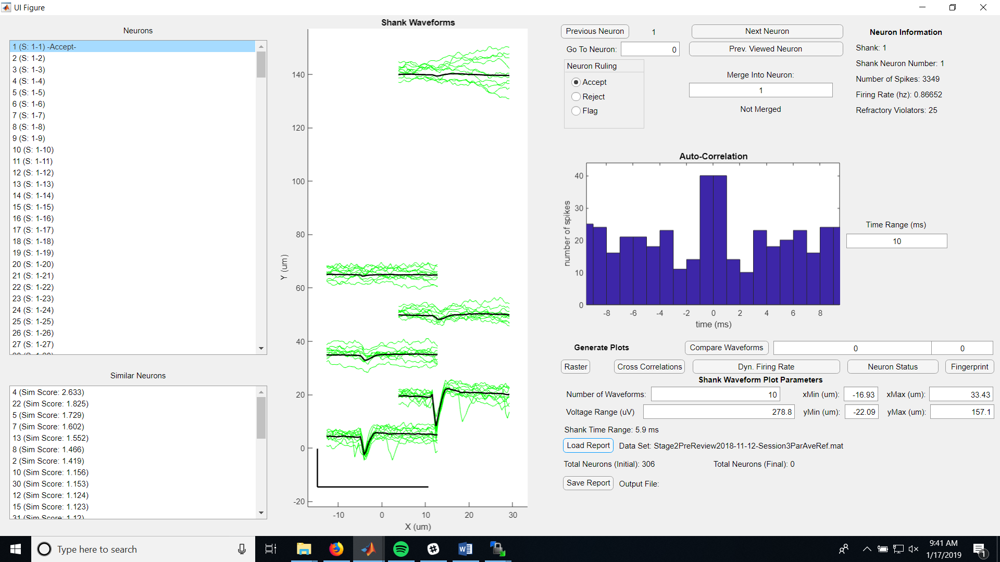 UI Figure
Neurons
1 (S: 1-1) -Accept-
2 (S: 1-2)
3 (S: 1-3)
4 (S: 1-4)
5 (S: 1-5)
6 (S: 1-6)
7 (S: 1-7)
8 (S: 1-8)
9 (S: 1-9)
10 (S: 1-10)
11 (S: 1-11)
12 (S: 1-12)
13 (S: 1-13)
14 (S: 1-14)
15 (S: 1-15)
16 (S: 1-16)
17 (S: 1-17)
18 (S: 1-18)
19 (S: 1-19)
20 (S: 1-20)
21 (S: 1-21)
22 (S: 1-22)
23 (S: 1-23)
24 (S: 1-24)
25 (S: 1-25)
26 (S: 1-26)
27 (S: 1-27)
Similar Neurons
4 (Sim Score: 2.633)
22 (Sim Score: 1.825)
5 (Sim Score: 1.729)
7 (Sim Score: 1.602)
13 (Sim Score: 1.552)
8 (Sim Score: 1.466)
2 (Sim Score: 1.419)
10 (Sim Score: 1.156)
30 (Sim Score: 1.153)
12 (Sim Score: 1.124)
15 (Sim Score: 1.123)
31 (Sim Score: 1.12)
Shank Waveforms
140
120
100
80
60
40
20
0
-20
Y (um)
-10 0 10 20 30
X (um)
Previous Neuron 1 Next Neuron
Go To Neuron: 0 Prev. Viewed Neuron
Neuron Ruling
Accept
Reject
Flag
Merge Into Neuron:
1
Not Merged
Neuron Information
Shank: 1
Shank Neuron Number: 1
Number of Spikes: 3349
Firing Rate (hz): 0.86652
Refractory Violators: 25
Auto-Correlation
40
30
20
10
0
number of spikes
-8 -6 -4 -2 0 2 4 6 8
time (ms)
Time Range (ms)
10
Generate Plots Compare Waveforms 0 0
Raster Cross Correlations Dyn. Firing Rate Neuron Status Fingerprint
Shank Waveform Plot Parameters
Number of Waveforms: 10 xMin (um): -16.93 xMax (um): 33.43
Voltage Range (uV) 278.8 yMin (um): -22.09 yMax (um): 157.1
Shank Time Range: 5.9 ms
Load Report Data Set: Stage2PreReview2018-11-12-Session3ParAveRef.mat
Total Neurons (Initial): 306 Total Neurons (Final): 0
Save Report Output File:
Type here to search
9:41 AM
1/17/2019
1